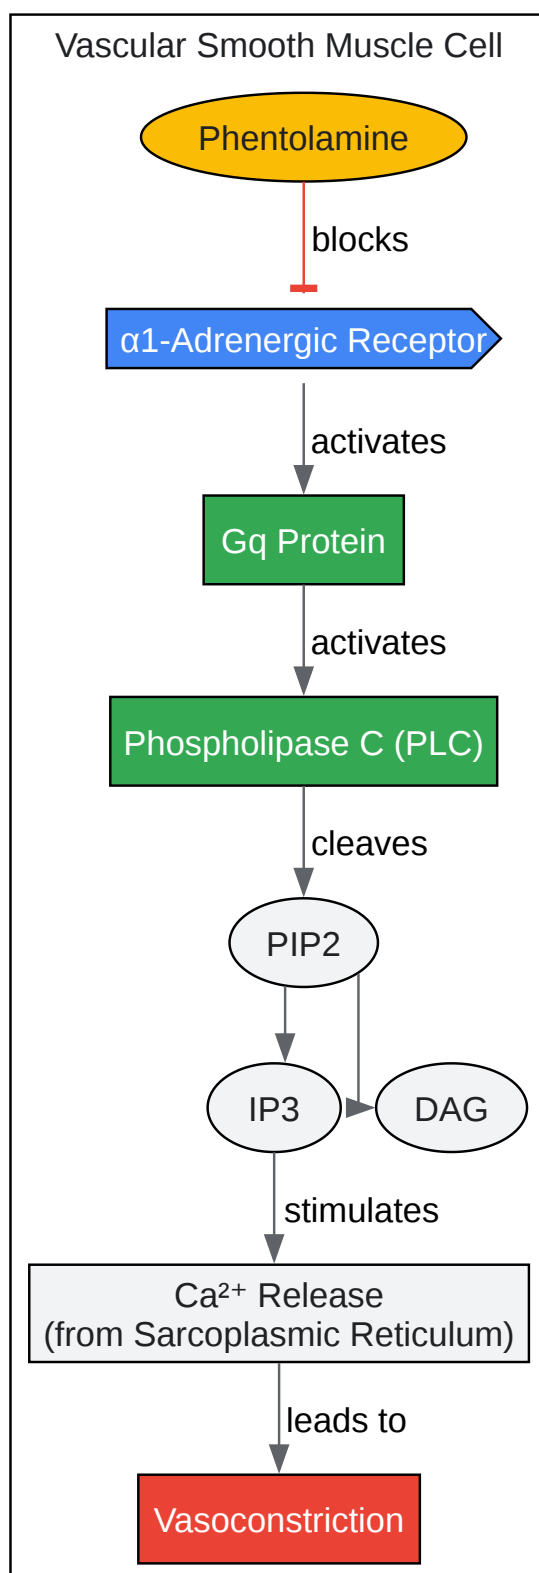 Vascular Smooth Muscle Cell
Phentolamine
blocks
α1-Adrenergic Receptor
activates
Gq Protein
activates
Phospholipase C (PLC)
cleaves
PIP2
IP3
DAG
stimulates
Ca²⁺ Release
(from Sarcoplasmic Reticulum)
leads to
Vasoconstriction